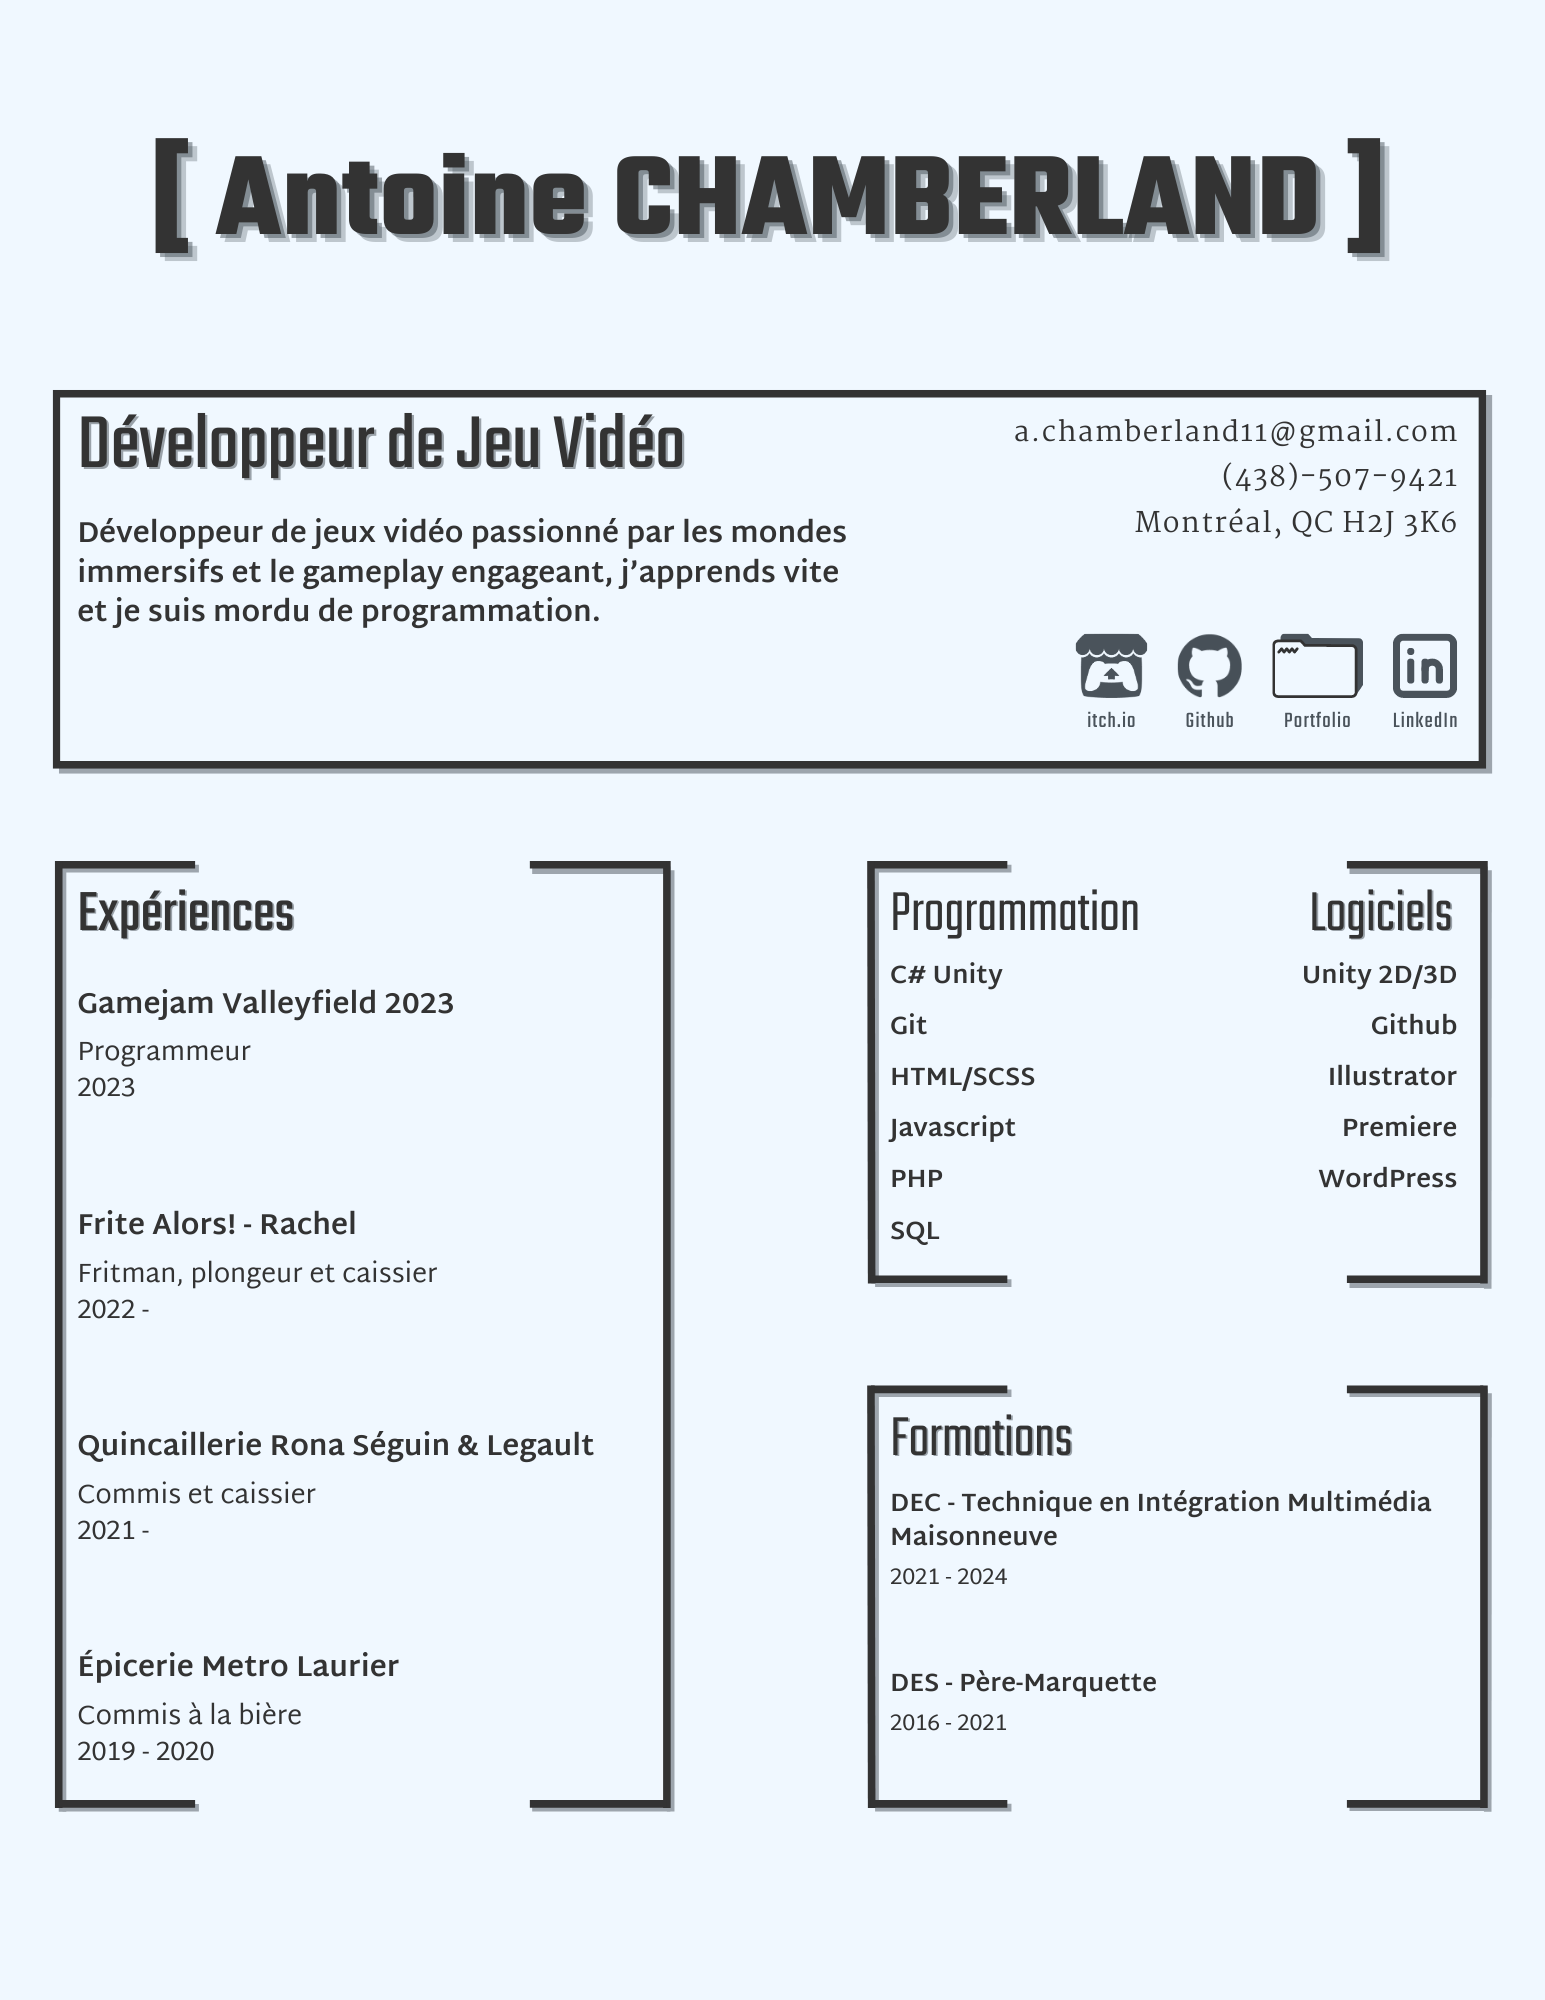 [ Antoine CHAMBERLAND ]
Développeur de Jeu Vidéo
Développeur de jeux vidéo passionné par les mondes
immersifs et le gameplay engageant, j’apprends vite
et je suis mordu de programmation.
a.chamberland11@gmail.com
(438)-507-9421
Montréal, QC H2J 3K6
itch.io
Github
Portfolio
in
LinkedIn
Expériences
Gamejam Valleyfield 2023
Programmeur
2023
Frite Alors! - Rachel
Fritman, plongeur et caissier
2022 -
Quincaillerie Rona Séguin & Legault
Commis et caissier
2021 -
Épicerie Metro Laurier
Commis à la bière
2019 - 2020
Programmation
C# Unity
Git
HTML/SCSS
Javascript
PHP
SQL
Logiciels
Unity 2D/3D
Github
Illustrator
Premiere
WordPress
Formations
DEC - Technique en Intégration Multimédia
Maisonneuve
2021 - 2024
DES - Père-Marquette
2016 - 2021